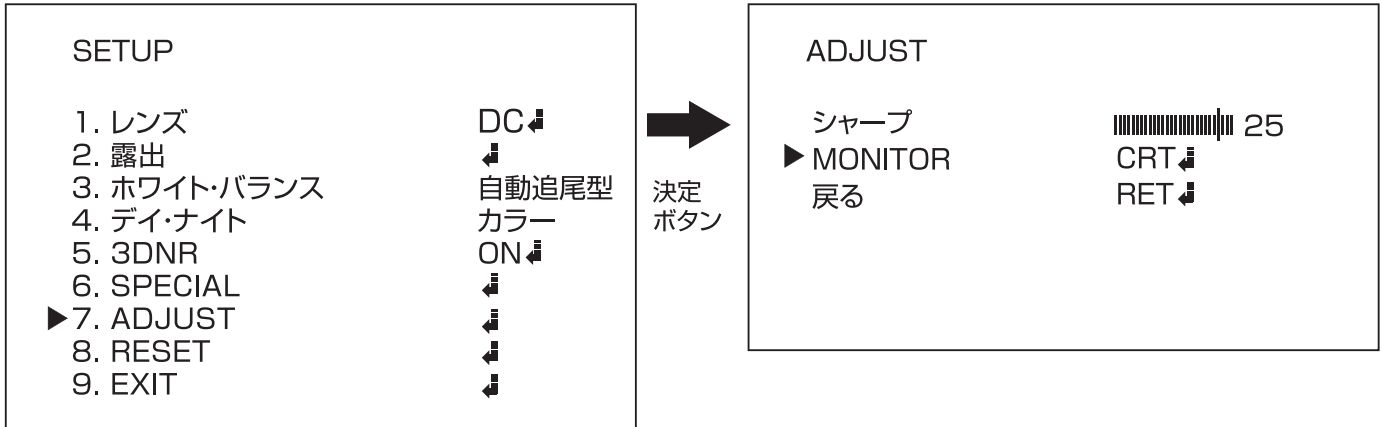 SETUP
1. レンズ DC
2. 露出
3. ホワイト・バランス 自動追尾型
4. デイ・ナイト カラー
5. 3DNR ON
6. SPECIAL
7. ADJUST
8. RESET
9. EXIT
決定
ボタン
ADJUST
シャープ 25
MONITOR CRT
戻る RET